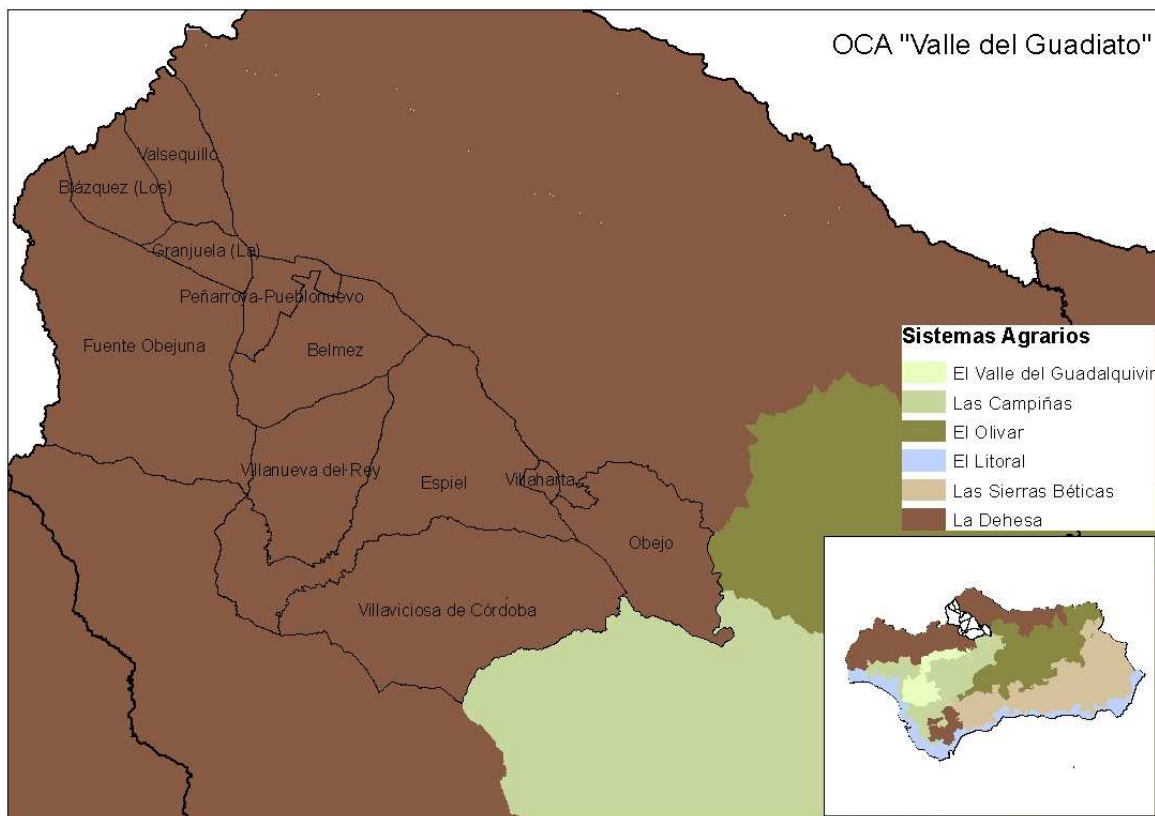 OCA "Valle del Guadiato"
Valsequillo
Blázquez (Los)
Granjuela (La)
Peñarroya-Pueblonuevo
Fuente Obejuna
Belmez
Villanueva del Rey
Espiel
Villaharta
Obejo
Villaviciosa de Córdoba
Sistemas Agrarios
El Valle del Guadalquivir
Las Campiñas
El Olivar
El Litoral
Las Sierras Béticas
La Dehesa